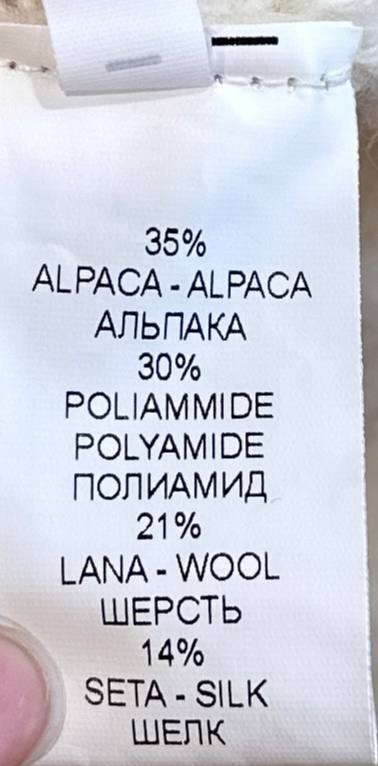 35%
ALPACA - ALPACA
АЛЬПАКА
30%
POLIAMMIDE
POLYAMIDE
ПОЛИАМИД
21%
LANA - WOOL
ШЕРСТЬ
14%
SETA - SILK
ШЕЛК